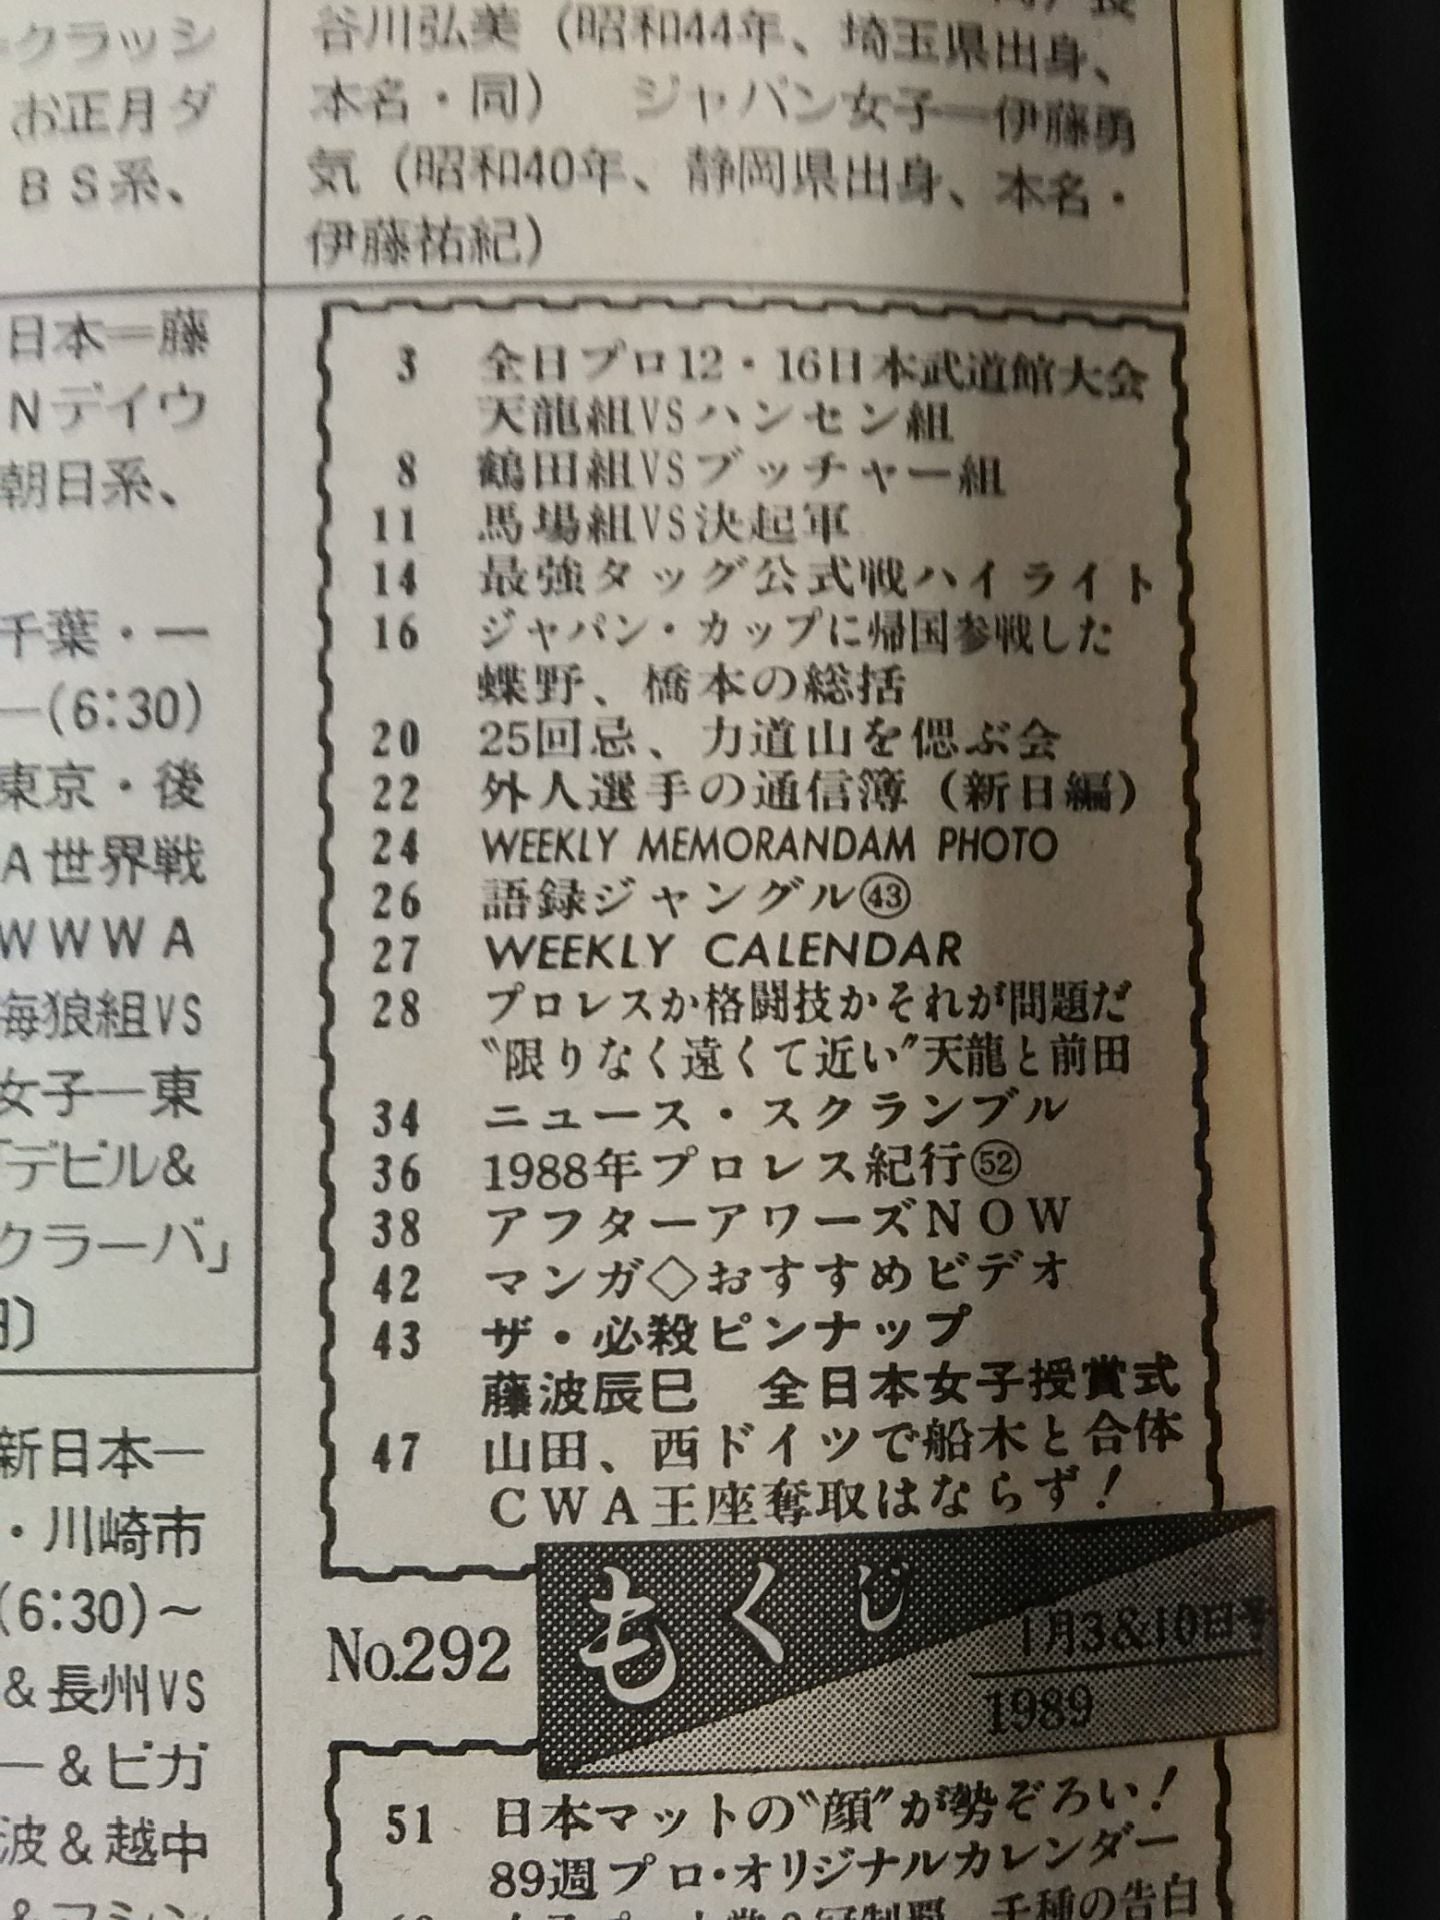 クラッシ
お正月ダ
BS系、
谷川弘美（昭和44年、埼玉県出身、
本名・同）　ジャパン女子―伊藤勇
気（昭和40年、静岡県出身、本名・
伊藤祐紀）
日本―藤
Nデイウ
朝日系、
千葉・一
―(6:30)
東京・後
A世界戦
WWWA
海狼組VS
女子―東
「デビル&
クラーバ」
新日本―
・川崎市
(6:30)～
&長州VS
―&ビガ
波&越中
3 全日プロ12・16日本武道館大会
天龍組VSハンセン組
8 鶴田組VSブッチャー組
11 馬場組VS決起軍
14 最強タッグ公式戦ハイライト
16 ジャパン・カップに帰国参戦した
蝶野、橋本の総括
20 25回忌、力道山を偲ぶ会
22 外人選手の通信簿（新日編）
24 WEEKLY MEMORANDAM PHOTO
26 語録ジャングル㊸
27 WEEKLY CALENDAR
28 プロレスか格闘技かそれが問題だ
〝限りなく遠くて近い〟天龍と前田
34 ニュース・スクランブル
36 1988年プロレス紀行52
38 アフターアワーズNOW
42 マンガ◇おすすめビデオ
43 ザ・必殺ピンナップ
藤波辰巳　全日本女子授賞式
47 山田、西ドイツで船木と合体
CWA王座奪取はならず！
No.292 もくじ 1月3&10日号
1989
51 日本マットの〝顔〟が勢ぞろい！
89週プロ・オリジナルカレンダー
千種の告白